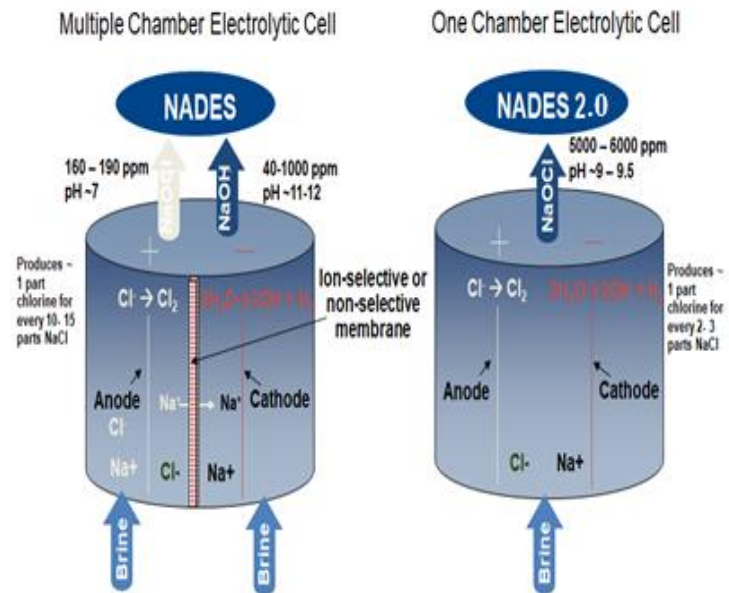 Multiple Chamber Electrolytic Cell
NADES
160 – 190 ppm
pH ~7
NaOCl
NaOH
40-1000 ppm
pH ~11-12
Produces ~
1 part
chlorine for
every 10- 15
parts NaCl
+
−
Cl⁻ → Cl₂
Ion-selective or
non-selective
membrane
Anode
Na⁺
Na⁺
Cathode
Cl⁻
Na+
Cl-
Na+
Brine
Brine
One Chamber Electrolytic Cell
NADES 2.0
NaOCl
5000 – 6000 ppm
pH ~9 – 9.5
+
−
Cl⁻ → Cl₂
Produces ~
1 part
chlorine for
every 2- 3
parts NaCl
Anode
Cathode
Cl-
Na+
Brine